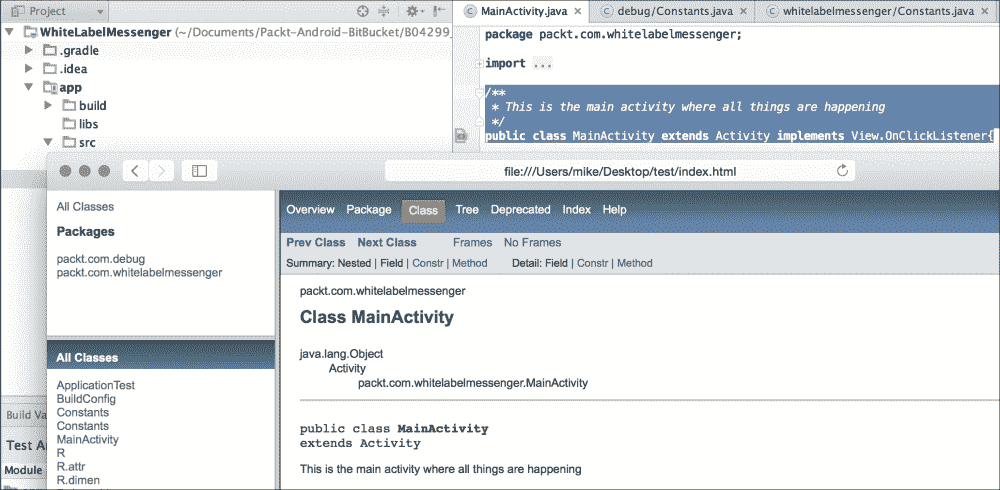 Project
MainActivity.java
debug/Constants.java
whitelabelmessenger/Constants.java
WhiteLabelMessenger (~/Documents/Packt-Android-BitBucket/B04299_
.gradle
.idea
app
build
libs
src
package packt.com.whitelabelmessenger;
import ...
/**
* This is the main activity where all things are happening
*/
public class MainActivity extends Activity implements View.OnClickListener{
file:///Users/mike/Desktop/test/index.html
All Classes
Packages
packt.com.debug
packt.com.whitelabelmessenger
All Classes
ApplicationTest
BuildConfig
Constants
Constants
MainActivity
R
R.attr
R.dimen
Overview Package Class Tree Deprecated Index Help
Prev Class Next Class Frames No Frames
Summary: Nested | Field | Constr | Method Detail: Field | Constr | Method
packt.com.whitelabelmessenger
Class MainActivity
java.lang.Object
Activity
packt.com.whitelabelmessenger.MainActivity
public class MainActivity
extends Activity
This is the main activity where all things are happening
Build Va
Test Ar
Module